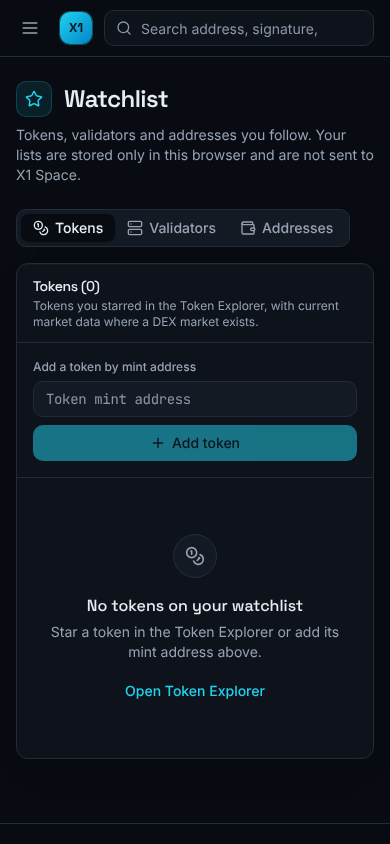 X1
Search address, signature,
Watchlist
Tokens, validators and addresses you follow. Your
lists are stored only in this browser and are not sent to
X1 Space.
Tokens
Validators
Addresses
Tokens (0)
Tokens you starred in the Token Explorer, with current
market data where a DEX market exists.
Add a token by mint address
Token mint address
+ Add token
No tokens on your watchlist
Star a token in the Token Explorer or add its
mint address above.
Open Token Explorer